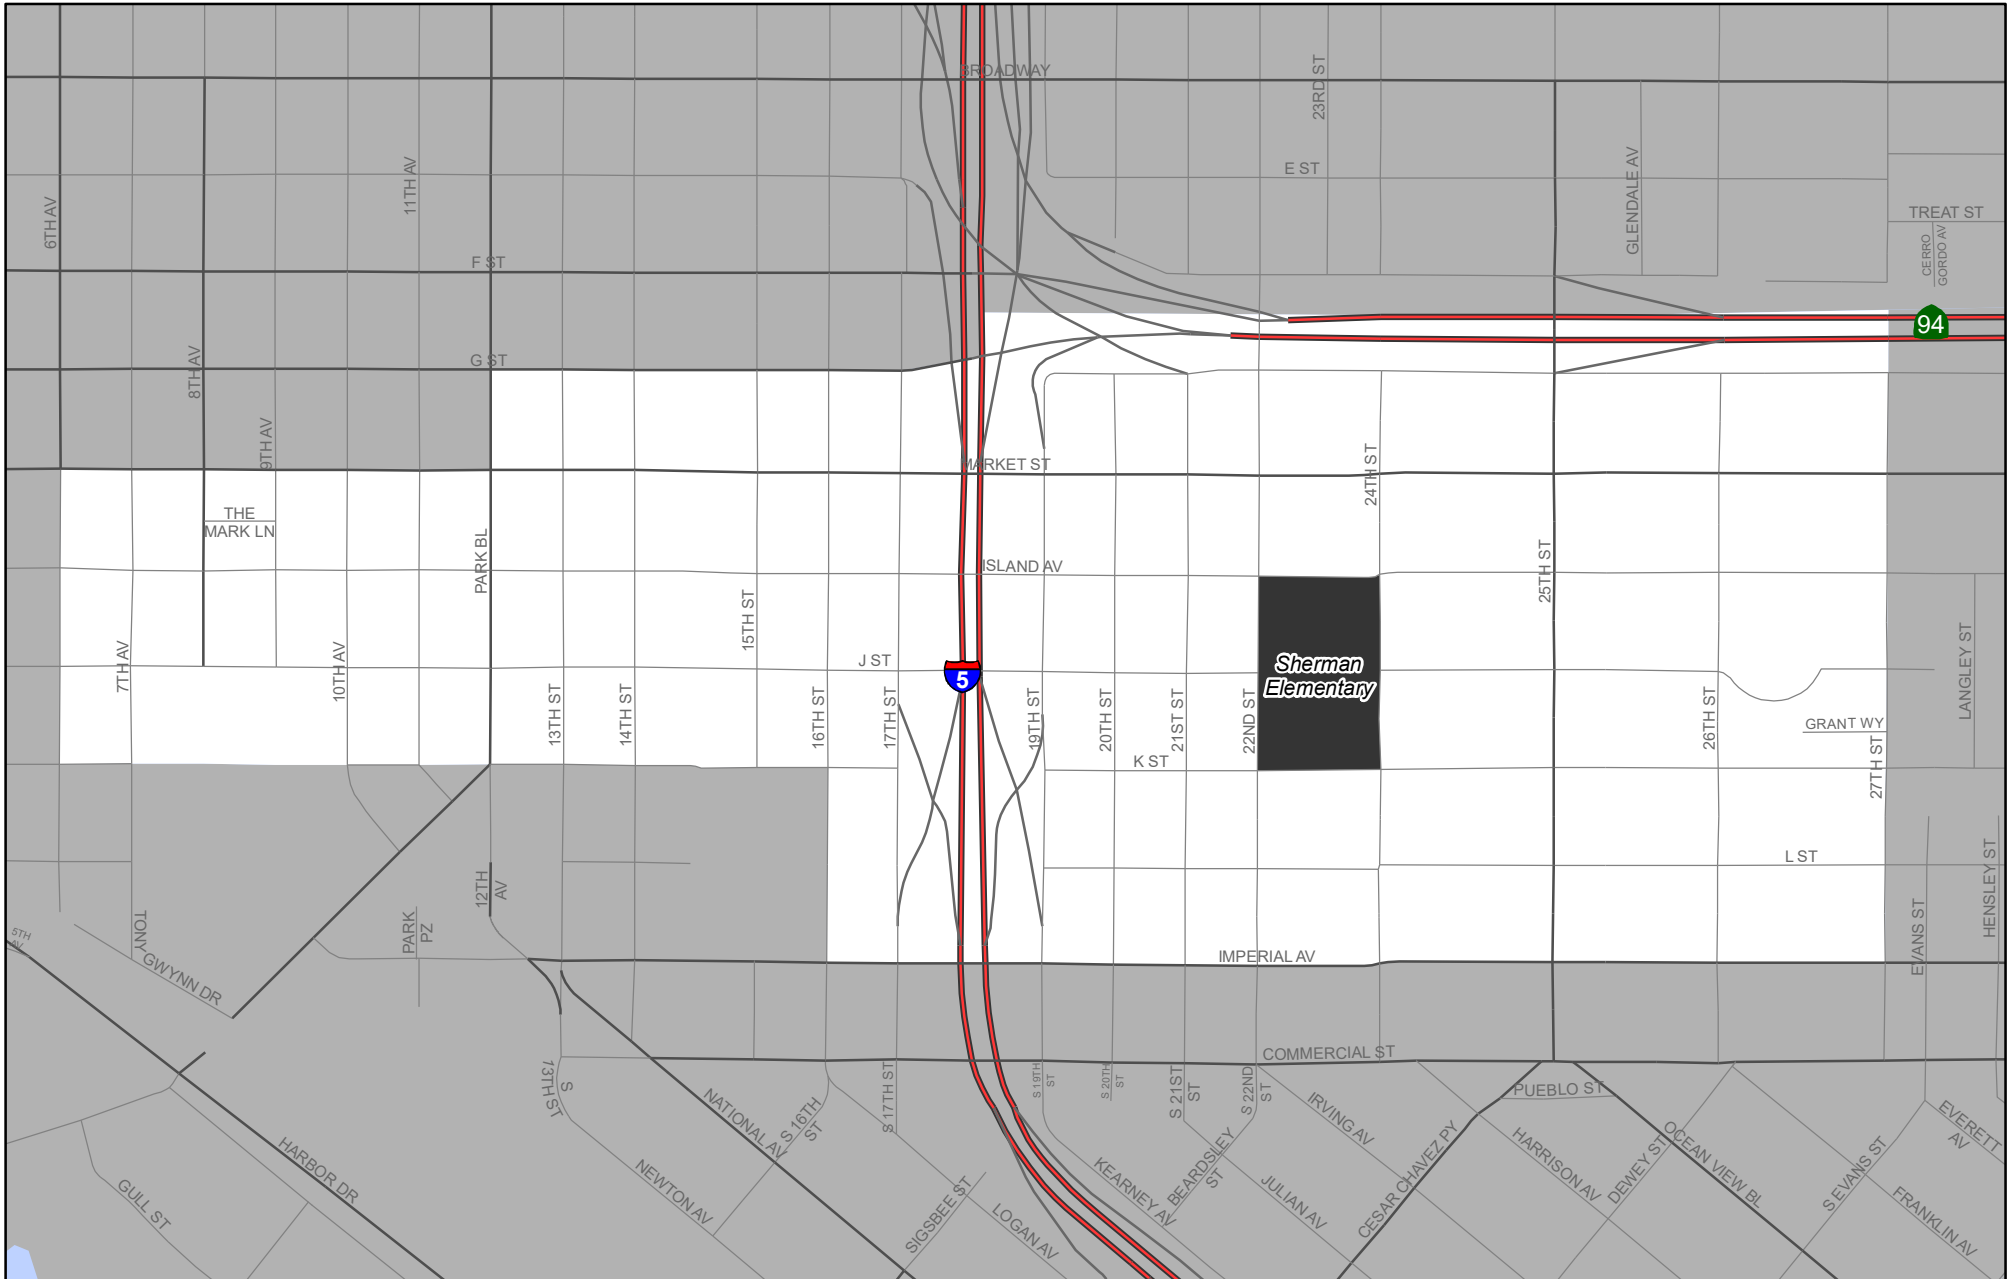 BROADWAY
23RD ST
E ST
11TH AV
GLENDALE AV
6TH AV
TREAT ST
CERRO
GORDO AV
F ST
94
8TH AV
G ST
9TH AV
MARKET ST
24TH ST
THE
MARK LN
PARK BL
ISLAND AV
25TH ST
15TH ST
7TH AV
10TH AV
J ST
5
Sherman
Elementary
LANGLEY ST
13TH ST
14TH ST
16TH ST
17TH ST
19TH ST
20TH ST
21ST ST
22ND ST
26TH ST
GRANT WY
27TH ST
K ST
L ST
12TH
AV
HENSLEY ST
EVANS ST
TONY
GWYNN DR
PARK
PZ
5TH
AV
IMPERIAL AV
COMMERCIAL ST
S
13TH ST
NATIONAL AV
S 16TH
ST
S 17TH ST
S 19TH
ST
S 20TH
ST
S 21ST
ST
S 22ND
ST
PUEBLO ST
IRVING AV
CESAR CHAVEZ PY
HARRISON AV
DEWEY ST
OCEAN VIEW BL
S EVANS ST
EVERETT
AV
FRANKLIN AV
HARBOR DR
GULL ST
NEWTON AV
SIGSBEE ST
LOGAN AV
KEARNEY AV
BEARDSLEY
ST
JULIAN AV